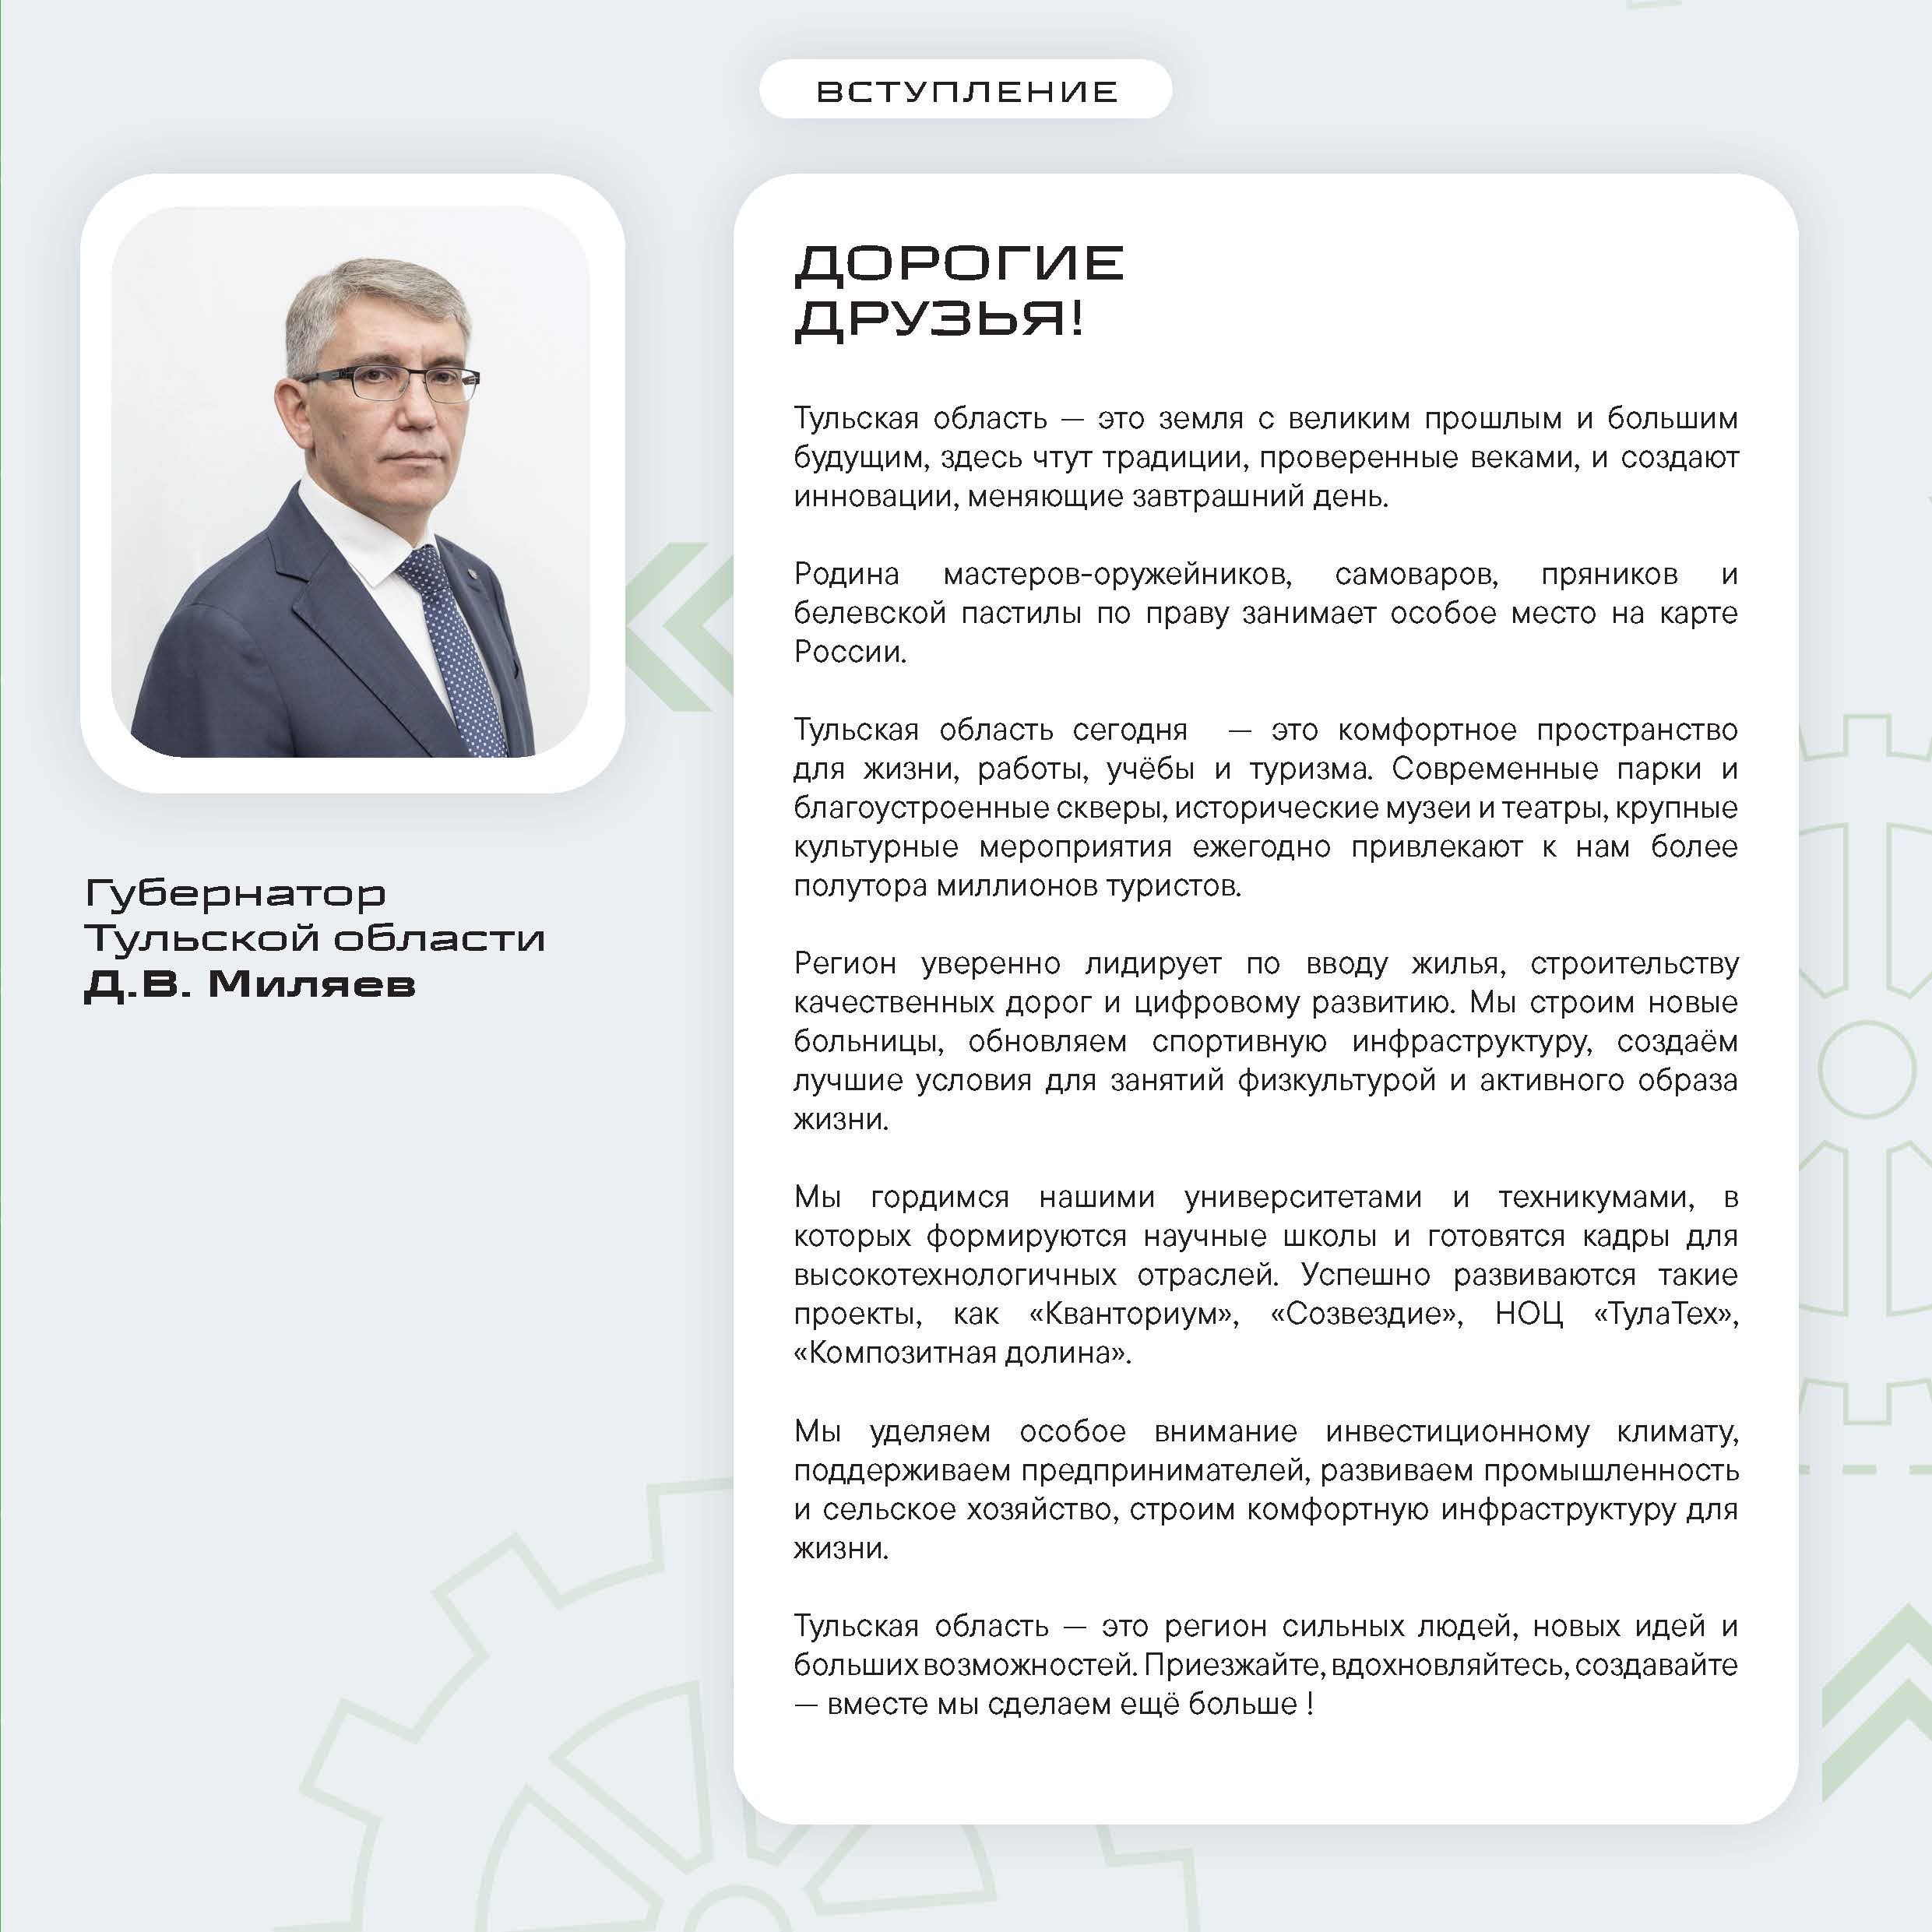 ВСТУПЛЕНИЕ
ДОРОГИЕ
ДРУЗЬЯ!
Тульская область — это земля с великим прошлым и большим
будущим, здесь чтут традиции, проверенные веками, и создают
инновации, меняющие завтрашний день.
Родина мастеров-оружейников, самоваров, пряников и
белевской пастилы по праву занимает особое место на карте
России.
Тульская область сегодня — это комфортное пространство
для жизни, работы, учёбы и туризма. Современные парки и
благоустроенные скверы, исторические музеи и театры, крупные
культурные мероприятия ежегодно привлекают к нам более
полутора миллионов туристов.
Регион уверенно лидирует по вводу жилья, строительству
качественных дорог и цифровому развитию. Мы строим новые
больницы, обновляем спортивную инфраструктуру, создаём
лучшие условия для занятий физкультурой и активного образа
жизни.
Мы гордимся нашими университетами и техникумами, в
которых формируются научные школы и готовятся кадры для
высокотехнологичных отраслей. Успешно развиваются такие
проекты, как «Кванториум», «Созвездие», НОЦ «ТулаТех»,
«Композитная долина».
Мы уделяем особое внимание инвестиционному климату,
поддерживаем предпринимателей, развиваем промышленность
и сельское хозяйство, строим комфортную инфраструктуру для
жизни.
Тульская область — это регион сильных людей, новых идей и
больших возможностей. Приезжайте, вдохновляйтесь, создавайте
— вместе мы сделаем ещё больше !
Губернатор
Тульской области
Д.В. Миляев